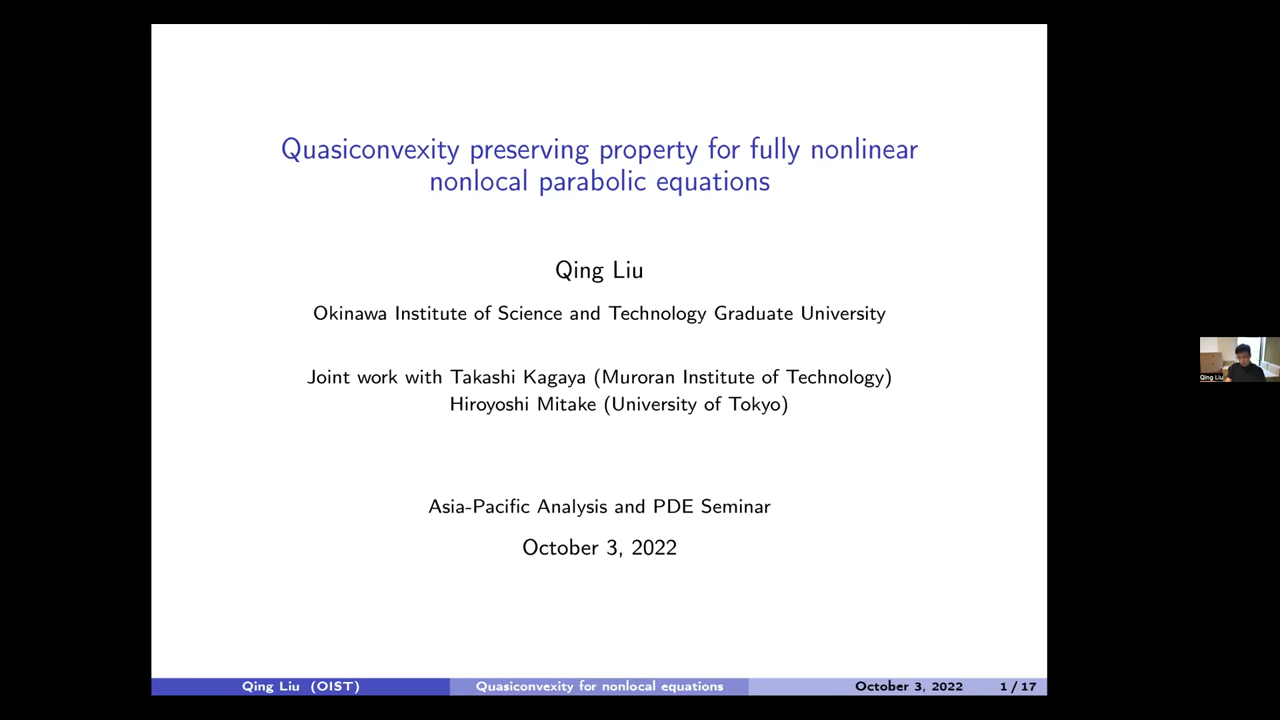 Quasiconvexity preserving property for fully nonlinear
nonlocal parabolic equations
Qing Liu
Okinawa Institute of Science and Technology Graduate University
Joint work with Takashi Kagaya (Muroran Institute of Technology)
Hiroyoshi Mitake (University of Tokyo)
Asia-Pacific Analysis and PDE Seminar
October 3, 2022
Qing Liu (OIST) Quasiconvexity for nonlocal equations October 3, 2022 1 / 17
Qing Liu